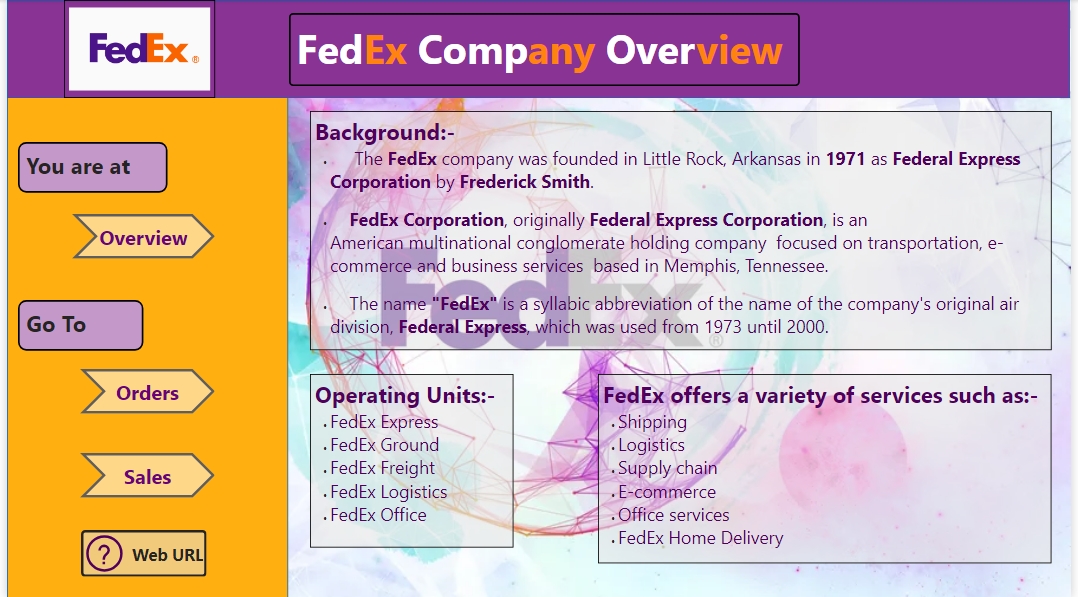 FedEx®
FedEx Company Overview
You are at
Overview
Go To
Orders
Sales
? Web URL
Background:-
. The FedEx company was founded in Little Rock, Arkansas in 1971 as Federal Express
Corporation by Frederick Smith.
. FedEx Corporation, originally Federal Express Corporation, is an
American multinational conglomerate holding company focused on transportation, e-
commerce and business services based in Memphis, Tennessee.
. The name "FedEx" is a syllabic abbreviation of the name of the company's original air
division, Federal Express, which was used from 1973 until 2000.
FedEx®
Operating Units:-
. FedEx Express
. FedEx Ground
. FedEx Freight
. FedEx Logistics
. FedEx Office
FedEx offers a variety of services such as:-
. Shipping
. Logistics
. Supply chain
. E-commerce
. Office services
. FedEx Home Delivery